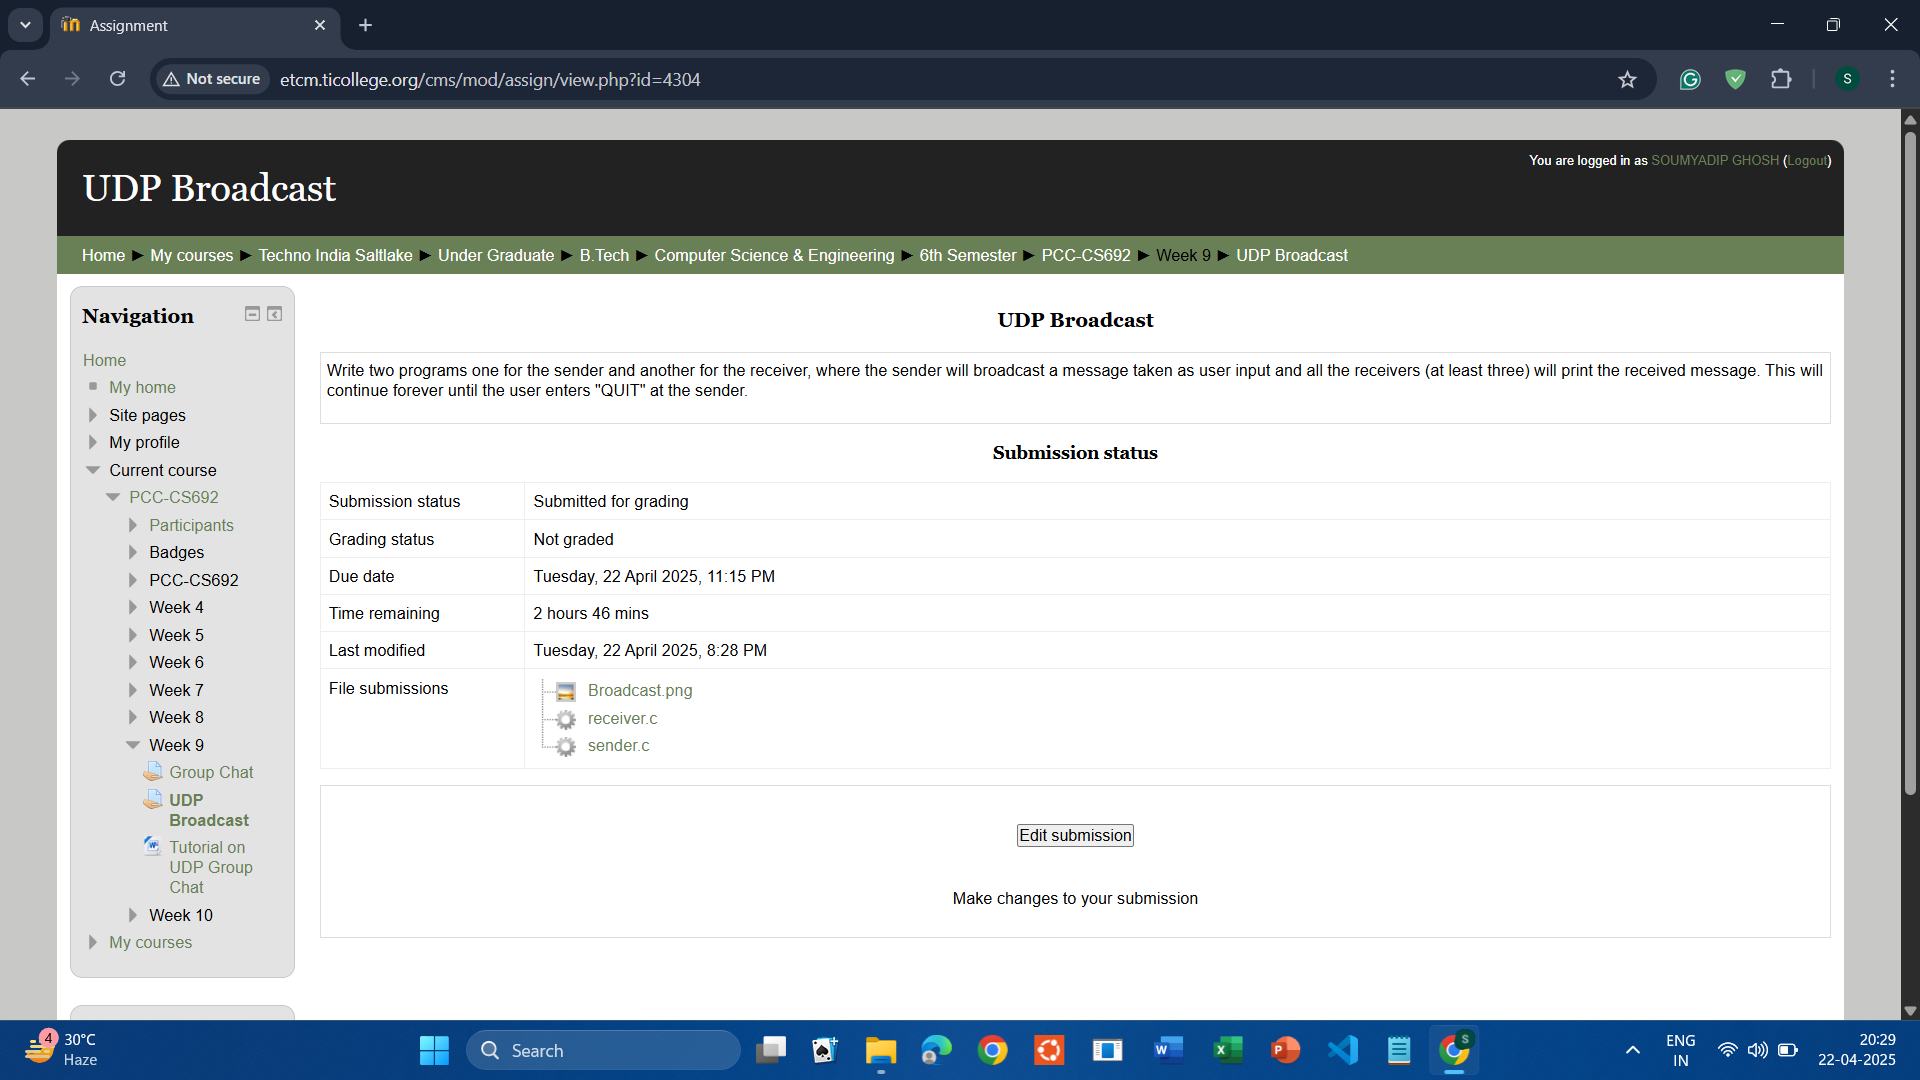 Assignment
Not secure
etcm.ticollege.org/cms/mod/assign/view.php?id=4304
S
You are logged in as SOUMYADIP GHOSH (Logout)
UDP Broadcast
Home ► My courses ► Techno India Saltlake ► Under Graduate ► B.Tech ► Computer Science & Engineering ► 6th Semester ► PCC-CS692 ► Week 9 ► UDP Broadcast
Navigation
Home
My home
Site pages
My profile
Current course
PCC-CS692
Participants
Badges
PCC-CS692
Week 4
Week 5
Week 6
Week 7
Week 8
Week 9
Group Chat
UDP
Broadcast
Tutorial on
UDP Group
Chat
Week 10
My courses
UDP Broadcast
Write two programs one for the sender and another for the receiver, where the sender will broadcast a message taken as user input and all the receivers (at least three) will print the received message. This will
continue forever until the user enters "QUIT" at the sender.
Submission status
Submission status Submitted for grading
Grading status Not graded
Due date Tuesday, 22 April 2025, 11:15 PM
Time remaining 2 hours 46 mins
Last modified Tuesday, 22 April 2025, 8:28 PM
File submissions Broadcast.png
receiver.c
sender.c
Edit submission
Make changes to your submission
4
30°C
Haze
Search
S
ENG
IN
20:29
22-04-2025